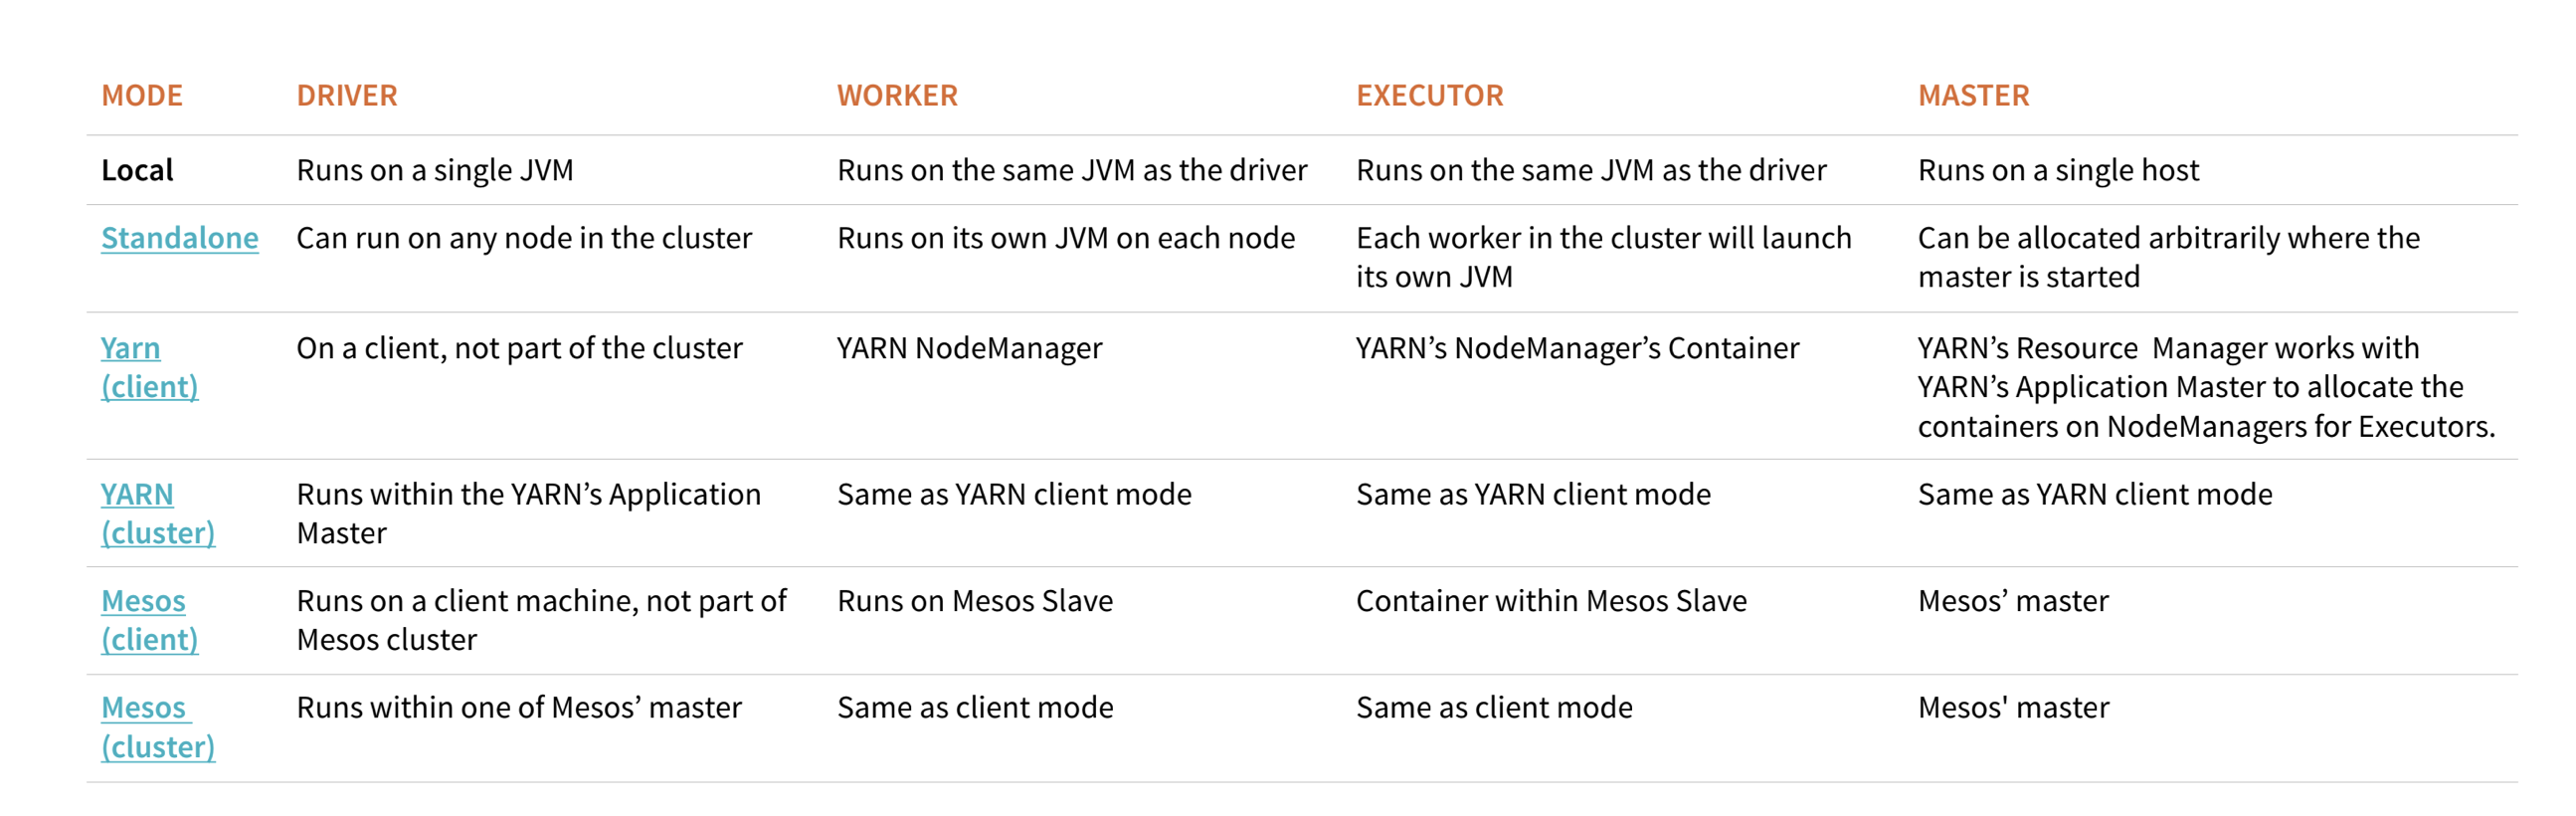 MODE DRIVER WORKER EXECUTOR MASTER
Local Runs on a single JVM Runs on the same JVM as the driver Runs on the same JVM as the driver Runs on a single host
Standalone Can run on any node in the cluster Runs on its own JVM on each node Each worker in the cluster will launch Can be allocated arbitrarily where the
its own JVM master is started
Yarn On a client, not part of the cluster YARN NodeManager YARN’s NodeManager’s Container YARN’s Resource  Manager works with
(client) YARN’s Application Master to allocate the
containers on NodeManagers for Executors.
YARN Runs within the YARN’s Application Same as YARN client mode Same as YARN client mode Same as YARN client mode
(cluster) Master
Mesos Runs on a client machine, not part of Runs on Mesos Slave Container within Mesos Slave Mesos’ master
(client) Mesos cluster
Mesos Runs within one of Mesos’ master Same as client mode Same as client mode Mesos' master
(cluster)